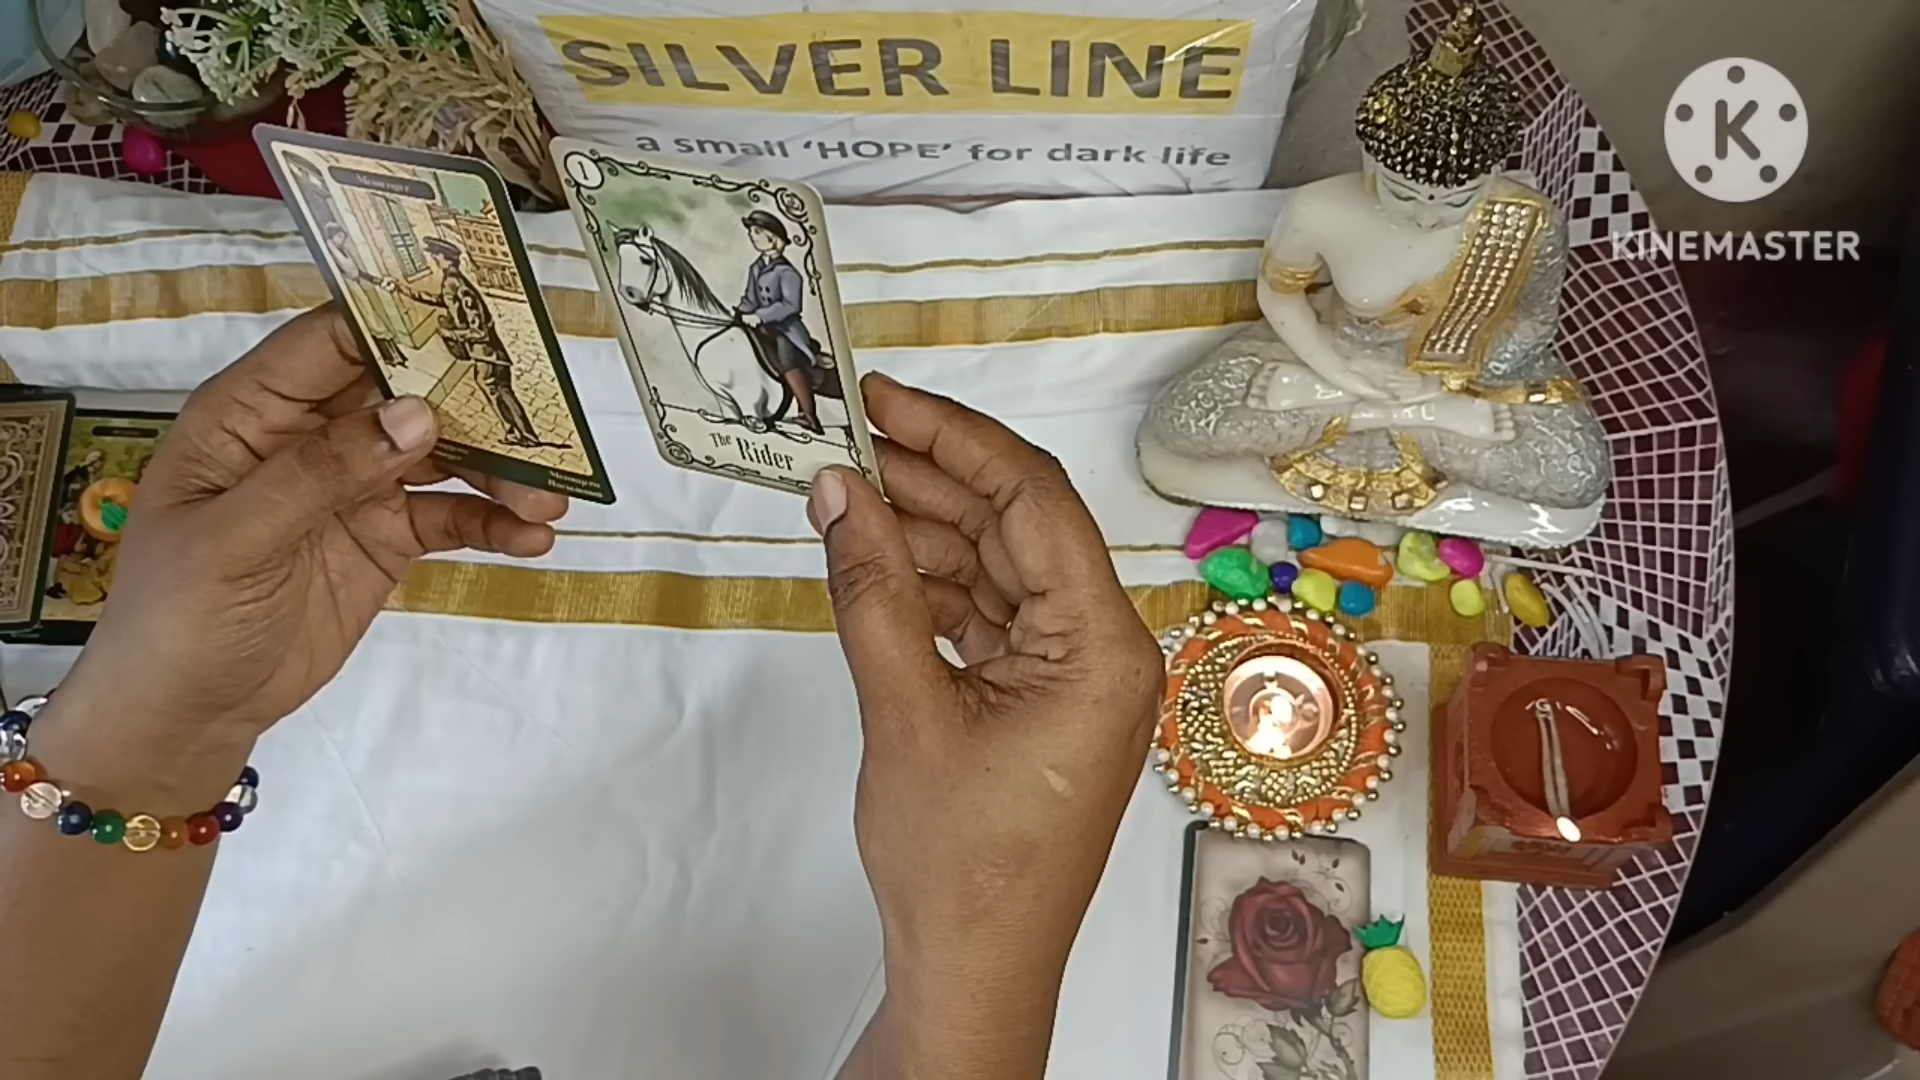 SILVER LINE
a small ‘HOPE’ for dark life
K
KINEMASTER
Messenger
1
The Rider